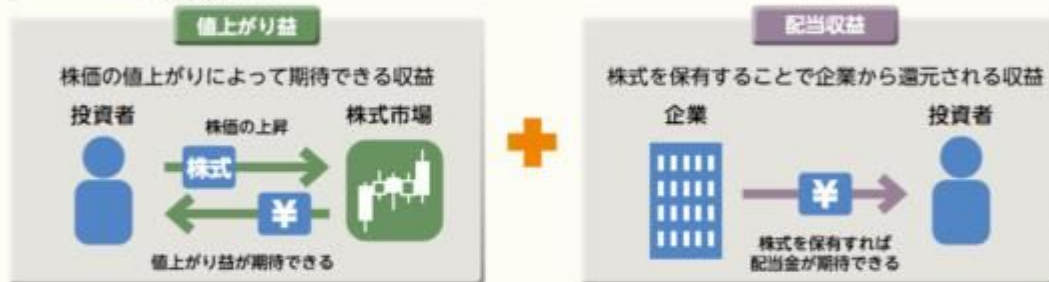 値上がり益
株価の値上がりによって期待できる収益
投資者
株価の上昇
株式市場
株式
¥
値上がり益が期待できる
配当収益
株式を保有することで企業から還元される収益
企業
投資者
¥
株式を保有すれば
配当金が期待できる